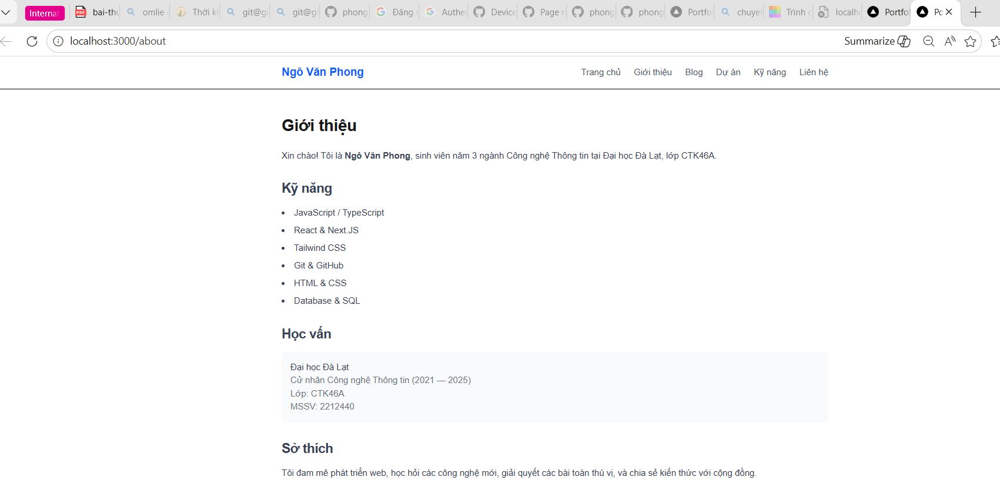 Internat bai-thu omlie Thời kl git@gi git@gi phong Đăng Authen Device Page phong phong Portfo chuye Trình localho Portfo Po
localhost:3000/about Summarize
Ngô Văn Phong Trang chủ Giới thiệu Blog Dự án Kỹ năng Liên hệ
Giới thiệu
Xin chào! Tôi là Ngô Văn Phong, sinh viên năm 3 ngành Công nghệ Thông tin tại Đại học Đà Lạt, lớp CTK46A.
Kỹ năng
• JavaScript / TypeScript
• React & Next.JS
• Tailwind CSS
• Git & GitHub
• HTML & CSS
• Database & SQL
Học vấn
Đại học Đà Lạt
Cử nhân Công nghệ Thông tin (2021 — 2025)
Lớp: CTK46A
MSSV: 2212440
Sở thích
Tôi đam mê phát triển web, học hỏi các công nghệ mới, giải quyết các bài toán thú vị, và chia sẻ kiến thức với cộng đồng.